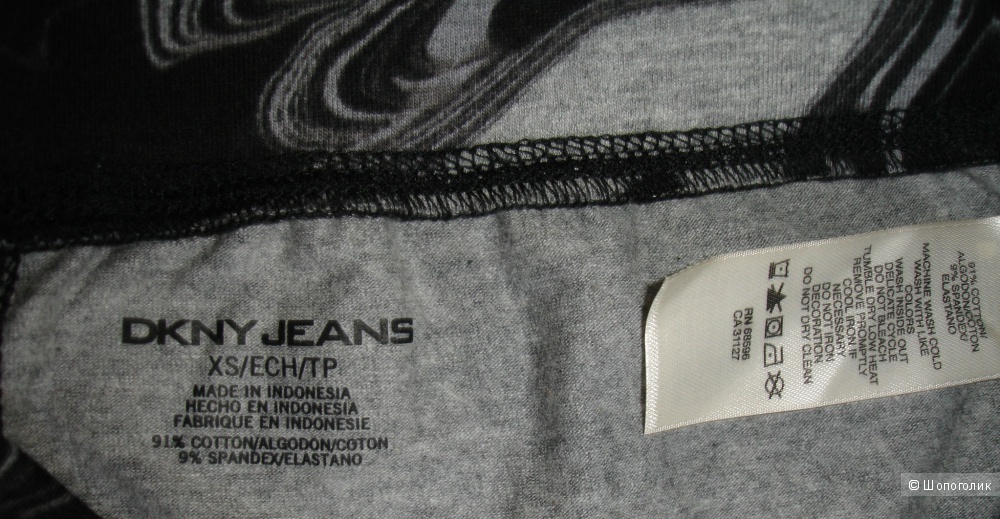 DKNY JEANS
XS/ECH/TP
MADE IN INDONESIA
HECHO EN INDONESIA
FABRIQUE EN INDONESIE
91% COTTON/ALGODON/COTON
9% SPANDEX/ELASTANO
91% COTTON/
ALGODON/COTON
9% SPANDEX/
ELASTANO
MACHINE WASH COLD
WASH WITH LIKE
COLORS
WASH INSIDE OUT
DELICATE CYCLE
DO NOT BLEACH
TUMBLE DRY LOW HEAT
REMOVE PROMPTLY
COOL IRON IF
NECESSARY
DO NOT IRON
DECORATION
DO NOT DRY CLEAN
RN 68596
CA 31127
© Шопоголик